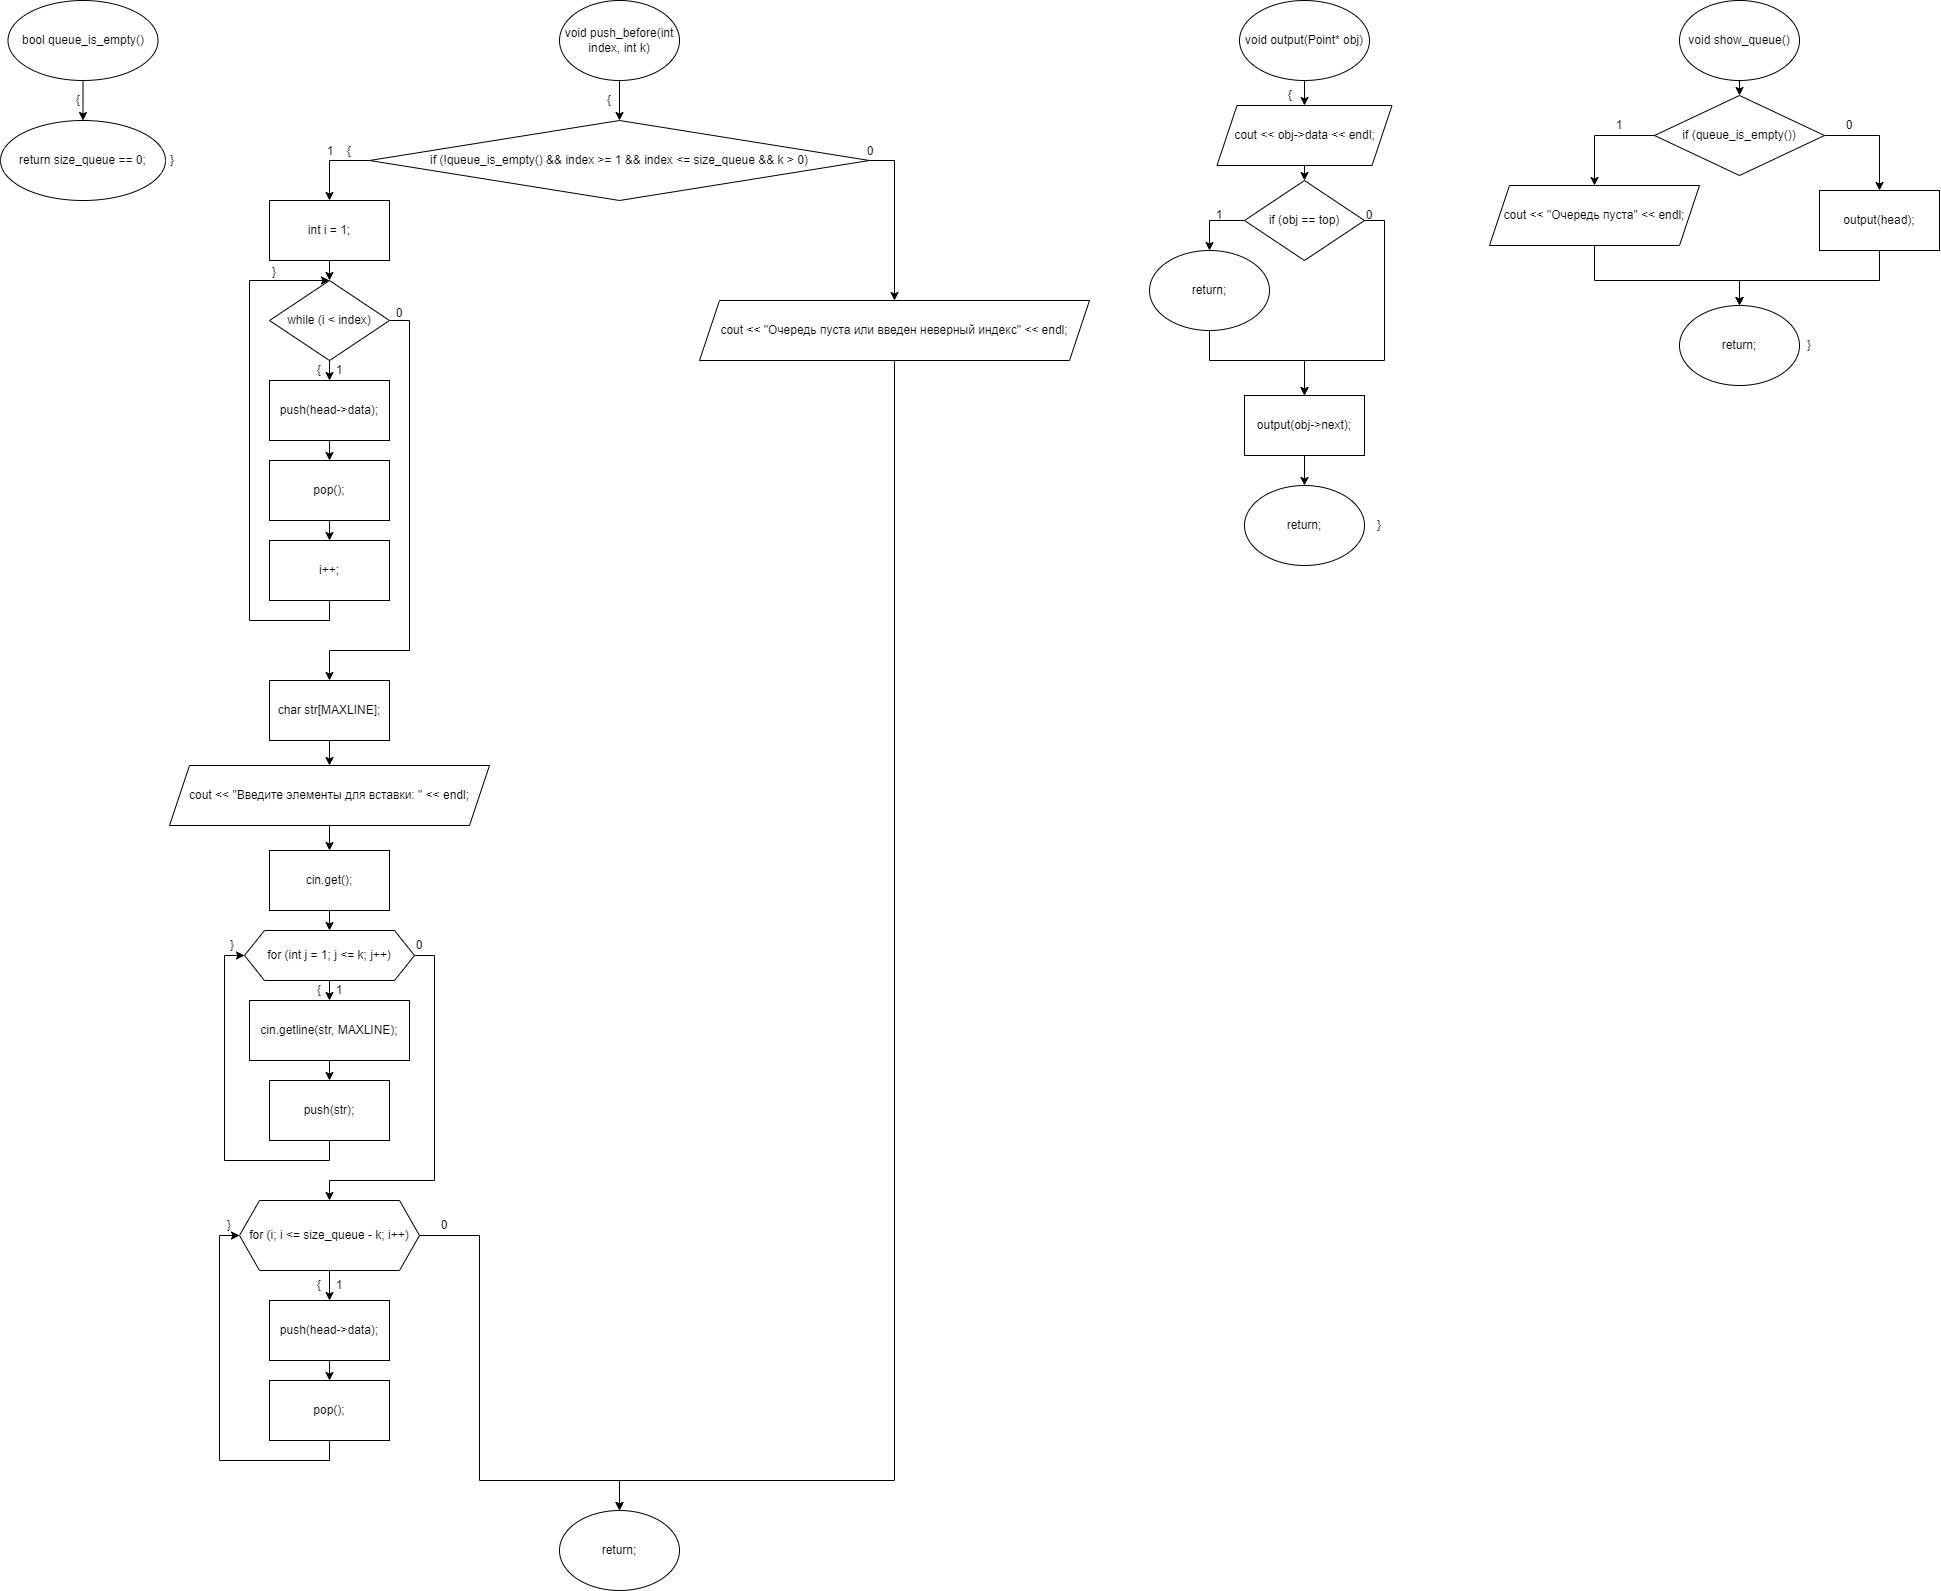 bool queue_is_empty()
{
return size_queue == 0;
}
void push_before(int
index, int k)
{
if (!queue_is_empty() && index >= 1 && index <= size_queue && k > 0)
1
{
0
int i = 1;
}
while (i < index)
0
{
1
push(head->data);
pop();
i++;
char str[MAXLINE];
cout << "Введите элементы для вставки: " << endl;
cin.get();
}
for (int j = 1; j <= k; j++)
0
{
1
cin.getline(str, MAXLINE);
push(str);
}
for (i; i <= size_queue - k; i++)
0
{
1
push(head->data);
pop();
cout << "Очередь пуста или введен неверный индекс" << endl;
return;
void output(Point* obj)
{
cout << obj->data << endl;
if (obj == top)
1
0
return;
output(obj->next);
return;
}
void show_queue()
if (queue_is_empty())
1
0
cout << "Очередь пуста" << endl;
output(head);
return;
}